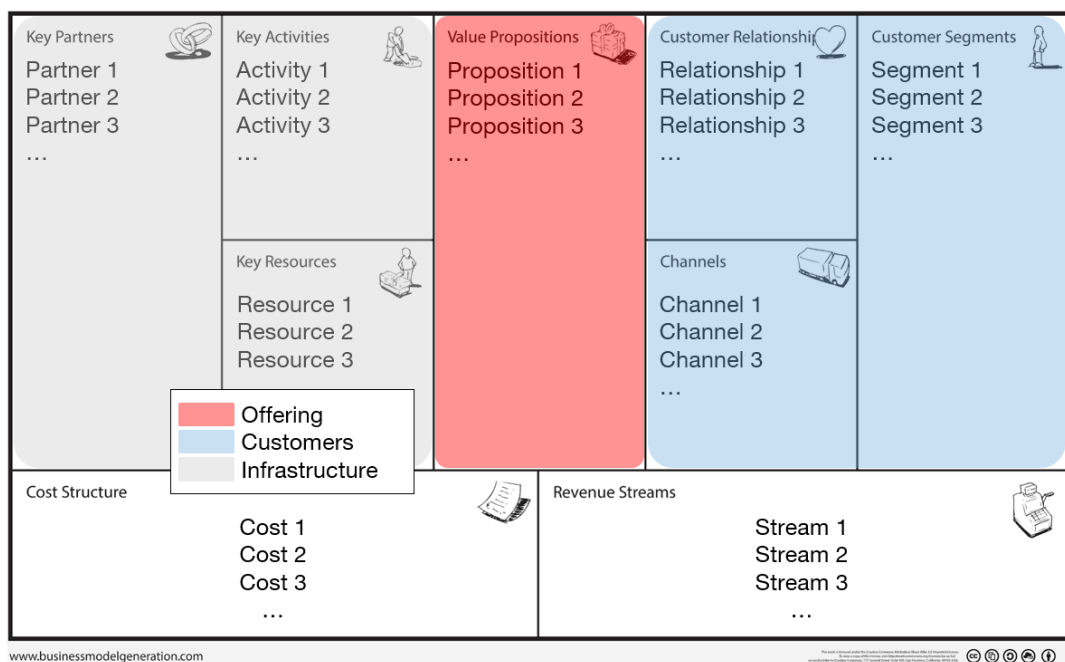 Key Partners
Partner 1
Partner 2
Partner 3
...
Key Activities
Activity 1
Activity 2
Activity 3
...
Key Resources
Resource 1
Resource 2
Resource 3
Value Propositions
Proposition 1
Proposition 2
Proposition 3
...
Customer Relationship
Relationship 1
Relationship 2
Relationship 3
...
Channels
Channel 1
Channel 2
Channel 3
...
Customer Segments
Segment 1
Segment 2
Segment 3
...
Offering
Customers
Infrastructure
Cost Structure
Cost 1
Cost 2
Cost 3
...
Revenue Streams
Stream 1
Stream 2
Stream 3
...
www.businessmodelgeneration.com